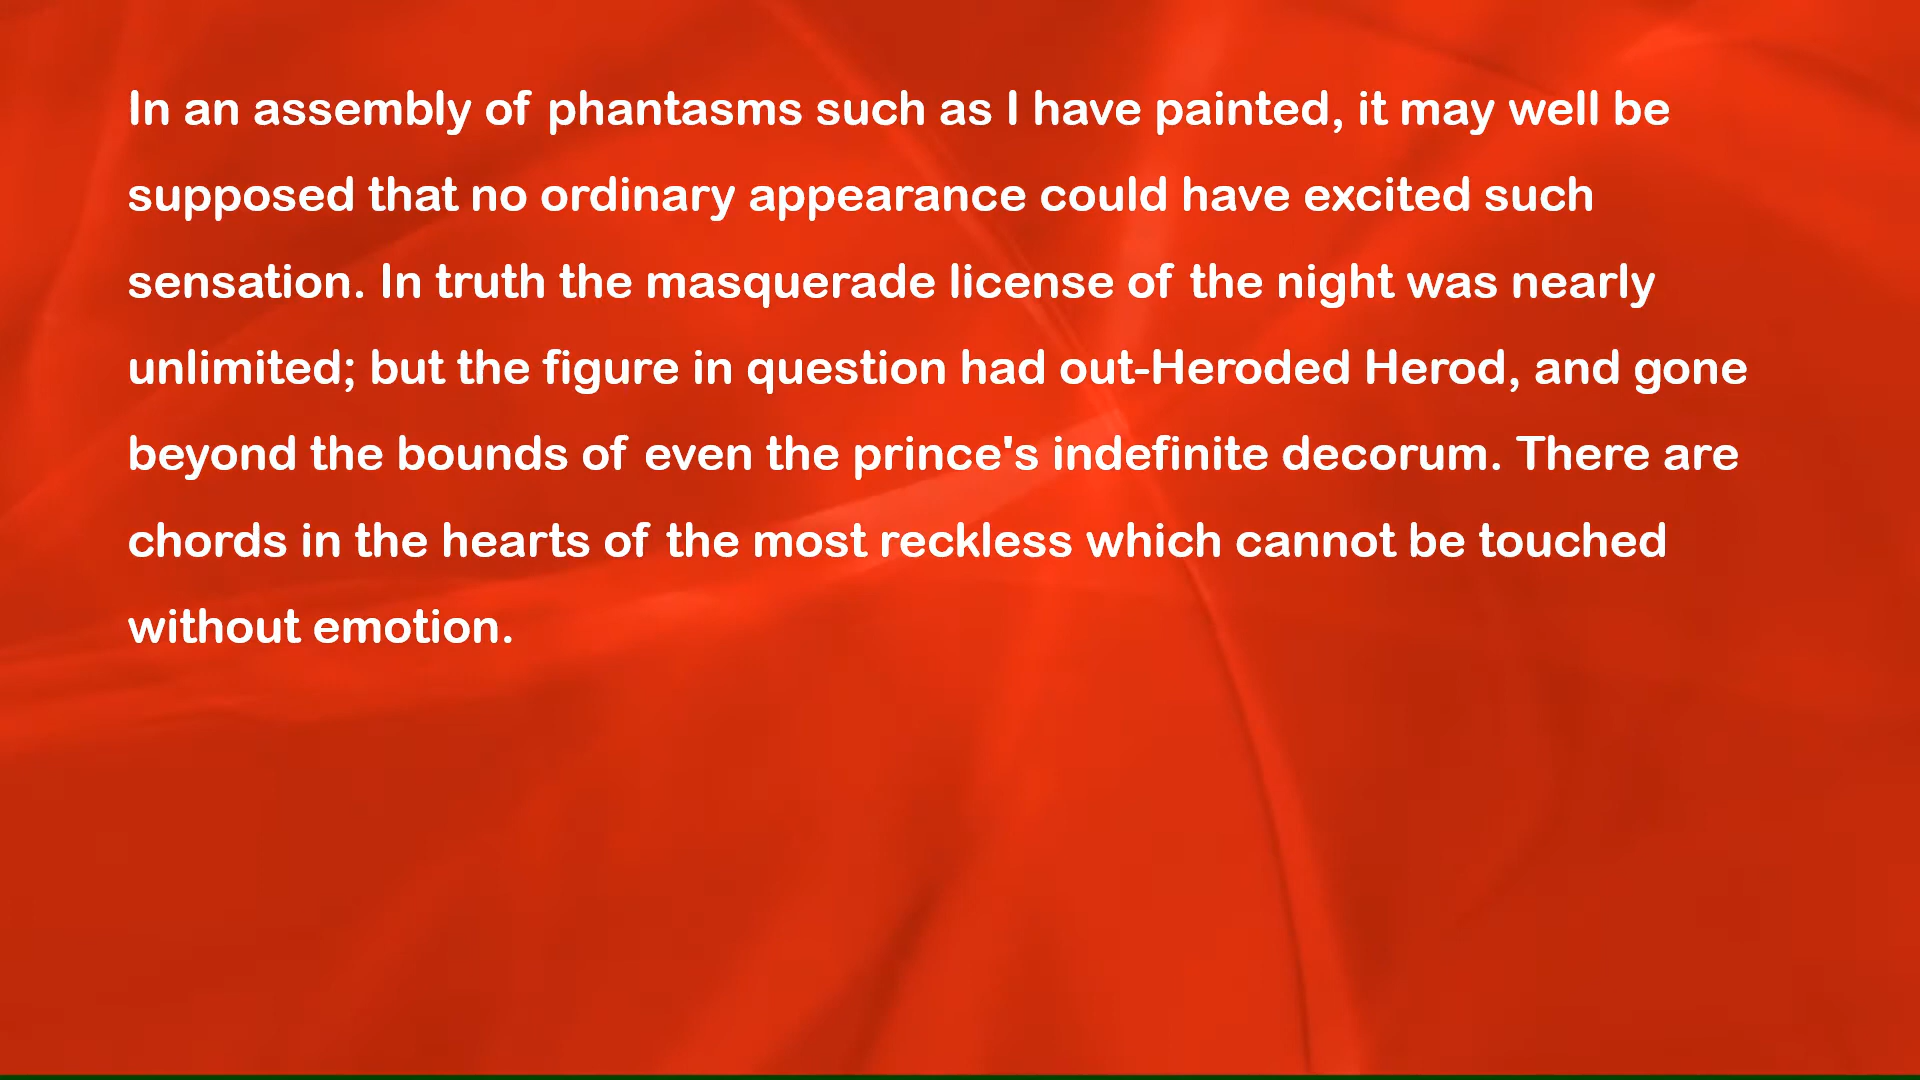 In an assembly of phantasms such as I have painted, it may well be
supposed that no ordinary appearance could have excited such
sensation. In truth the masquerade license of the night was nearly
unlimited; but the figure in question had out-Heroded Herod, and gone
beyond the bounds of even the prince's indefinite decorum. There are
chords in the hearts of the most reckless which cannot be touched
without emotion.